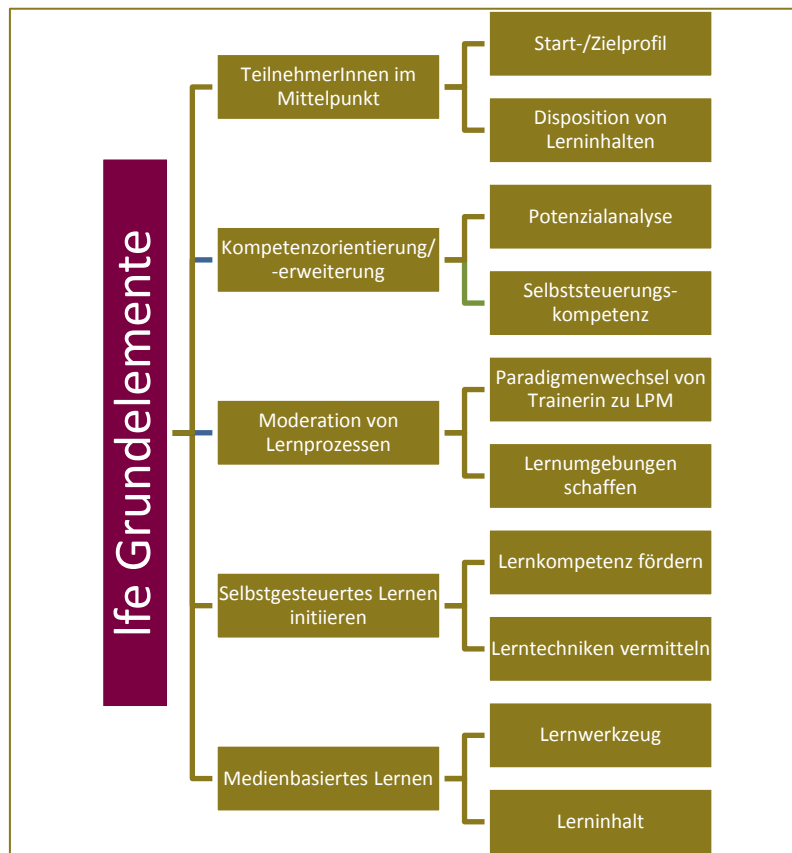 Ife Grundelemente
TeilnehmerInnen im
Mittelpunkt
Start-/Zielprofil
Disposition von
Lerninhalten
Kompetenzorientierung/
-erweiterung
Potenzialanalyse
Selbststeuerungs-
kompetenz
Moderation von
Lernprozessen
Paradigmenwechsel von
Trainerin zu LPM
Lernumgebungen
schaffen
Selbstgesteuertes Lernen
initiieren
Lernkompetenz fördern
Lerntechniken vermitteln
Medienbasiertes Lernen
Lernwerkzeug
Lerninhalt